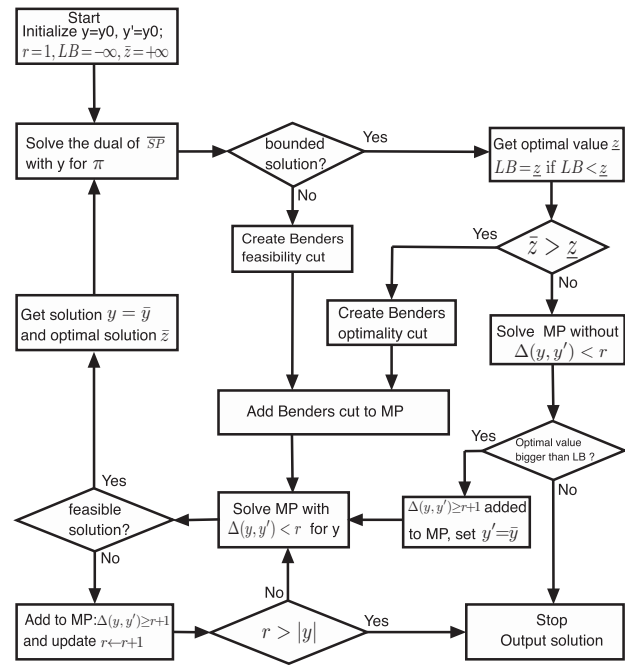 Start
Initialize y=y0, y'=y0;
r=1, LB=−∞, z̄=+∞
Solve the dual of S̅P̅
with y for π
bounded
solution?
Yes
No
Get optimal value z̲
LB=z̲ if LB<z̲
Create Benders
feasibility cut
Yes
z̄ > z̲
No
Get solution y = ȳ
and optimal solution z̄
Create Benders
optimality cut
Solve MP without
Δ(y, y′) < r
Add Benders cut to MP
Yes
Optimal value
bigger than LB ?
No
Yes
feasible
solution?
No
Solve MP with
Δ(y, y′) < r for y
Δ(y, y′)≥r+1 added
to MP, set y′=ȳ
No
Add to MP:Δ(y, y′)≥r+1
and update r←r+1
r > |y|
Yes
Stop
Output solution